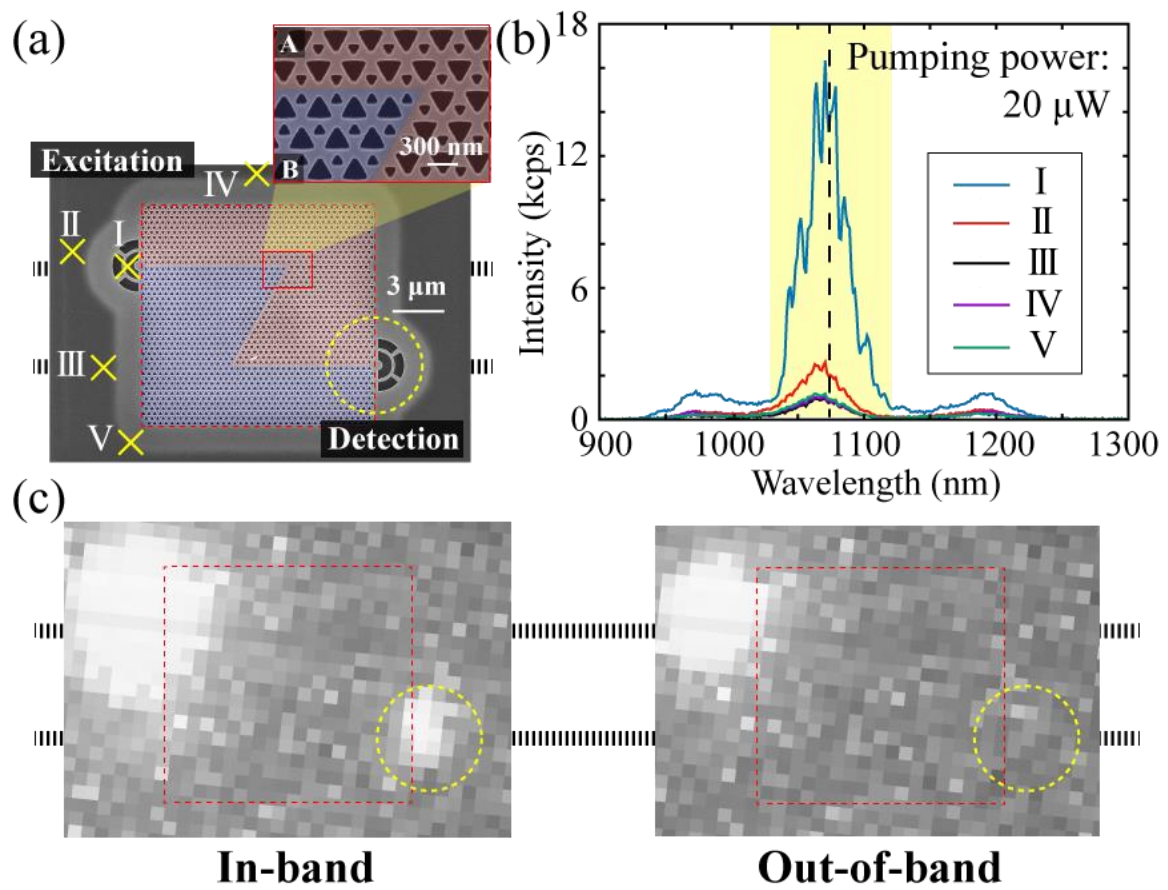 (a)
A
300 nm
B
Excitation
IV
II
I
3 μm
III
V
Detection
(b)
18
Pumping power:
20 μW
12
6
0
Intensity (kcps)
I
II
III
IV
V
900 1000 1100 1200 1300
Wavelength (nm)
(c)
In-band Out-of-band